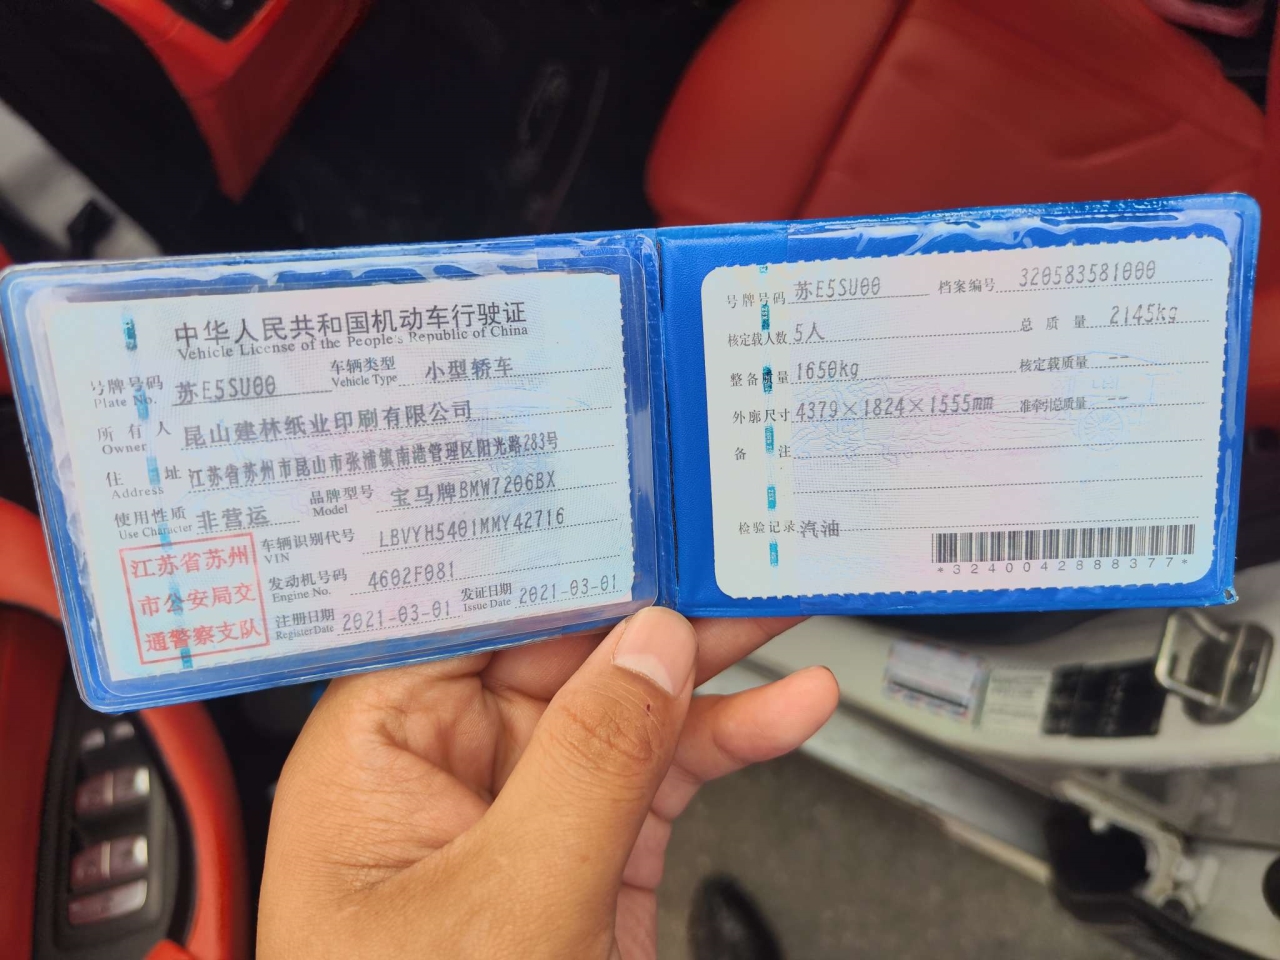 中华人民共和国机动车行驶证
Vehicle License of the People's Republic of China
号牌号码 苏E5SU00 车辆类型 小型轿车
Plate No. Vehicle Type
所有人 昆山建林纸业印刷有限公司
Owner
住址 江苏省苏州市昆山市张浦镇南港管理区阳光路283号
Address
使用性质 非营运 品牌型号 宝马牌BMW7206BX
Use Character Model
江苏省苏州
市公安局交
通警察支队
车辆识别代号 LBVYH5401MMY42716
VIN
发动机号码 4602F081
Engine No.
注册日期 2021-03-01 发证日期 2021-03-01
Register Date Issue Date
号牌号码 苏E5SU00 档案编号 320583581000
核定载人数 5人 总质量 2145kg
整备质量 1650kg 核定载质量 --
外廓尺寸 4379×1824×1555mm 准牵引总质量 --
备注
检验记录 汽油
*3240042888377*